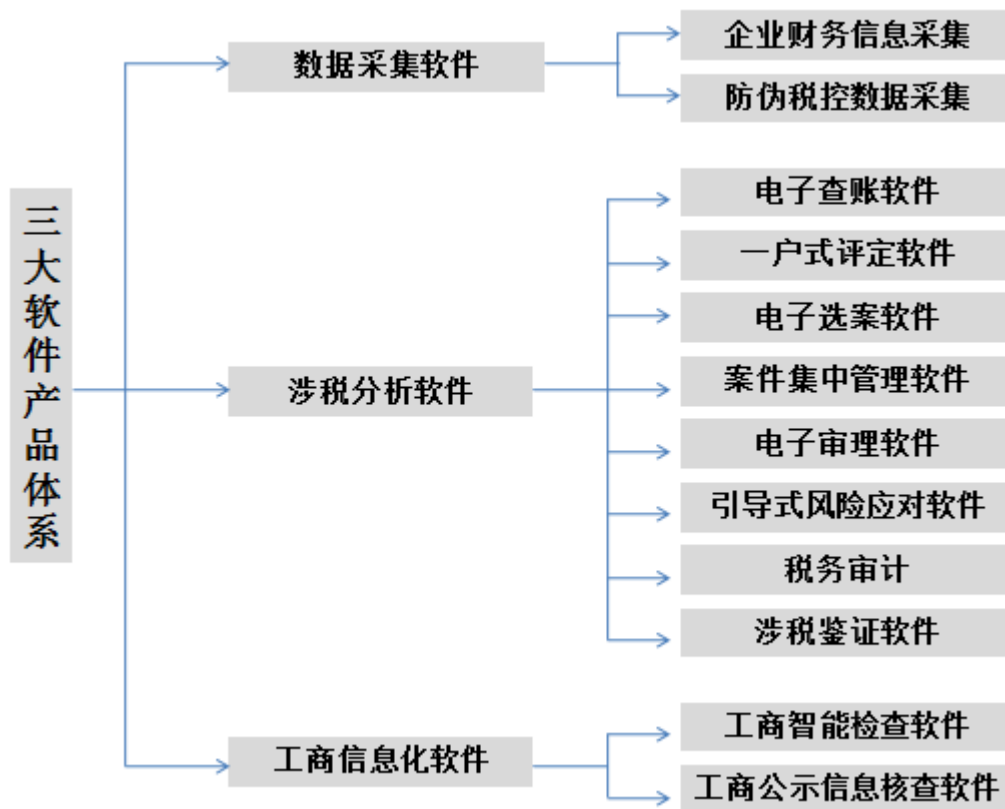 三大软件产品体系
数据采集软件
企业财务信息采集
防伪税控数据采集
涉税分析软件
电子查账软件
一户式评定软件
电子选案软件
案件集中管理软件
电子审理软件
引导式风险应对软件
税务审计
涉税鉴证软件
工商信息化软件
工商智能检查软件
工商公示信息核查软件